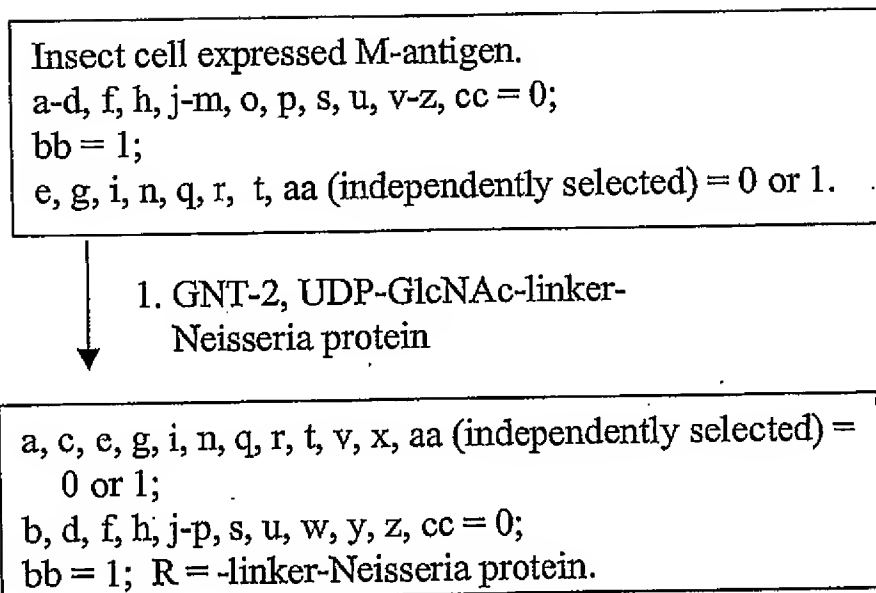 Insect cell expressed M-antigen.
a-d, f, h, j-m, o, p, s, u, v-z, cc = 0;
bb = 1;
e, g, i, n, q, r, t, aa (independently selected) = 0 or 1.
1. GNT-2, UDP-GlcNAc-linker-
Neisseria protein
a, c, e, g, i, n, q, r, t, v, x, aa (independently selected) =
0 or 1;
b, d, f, h, j-p, s, u, w, y, z, cc = 0;
bb = 1; R = -linker-Neisseria protein.